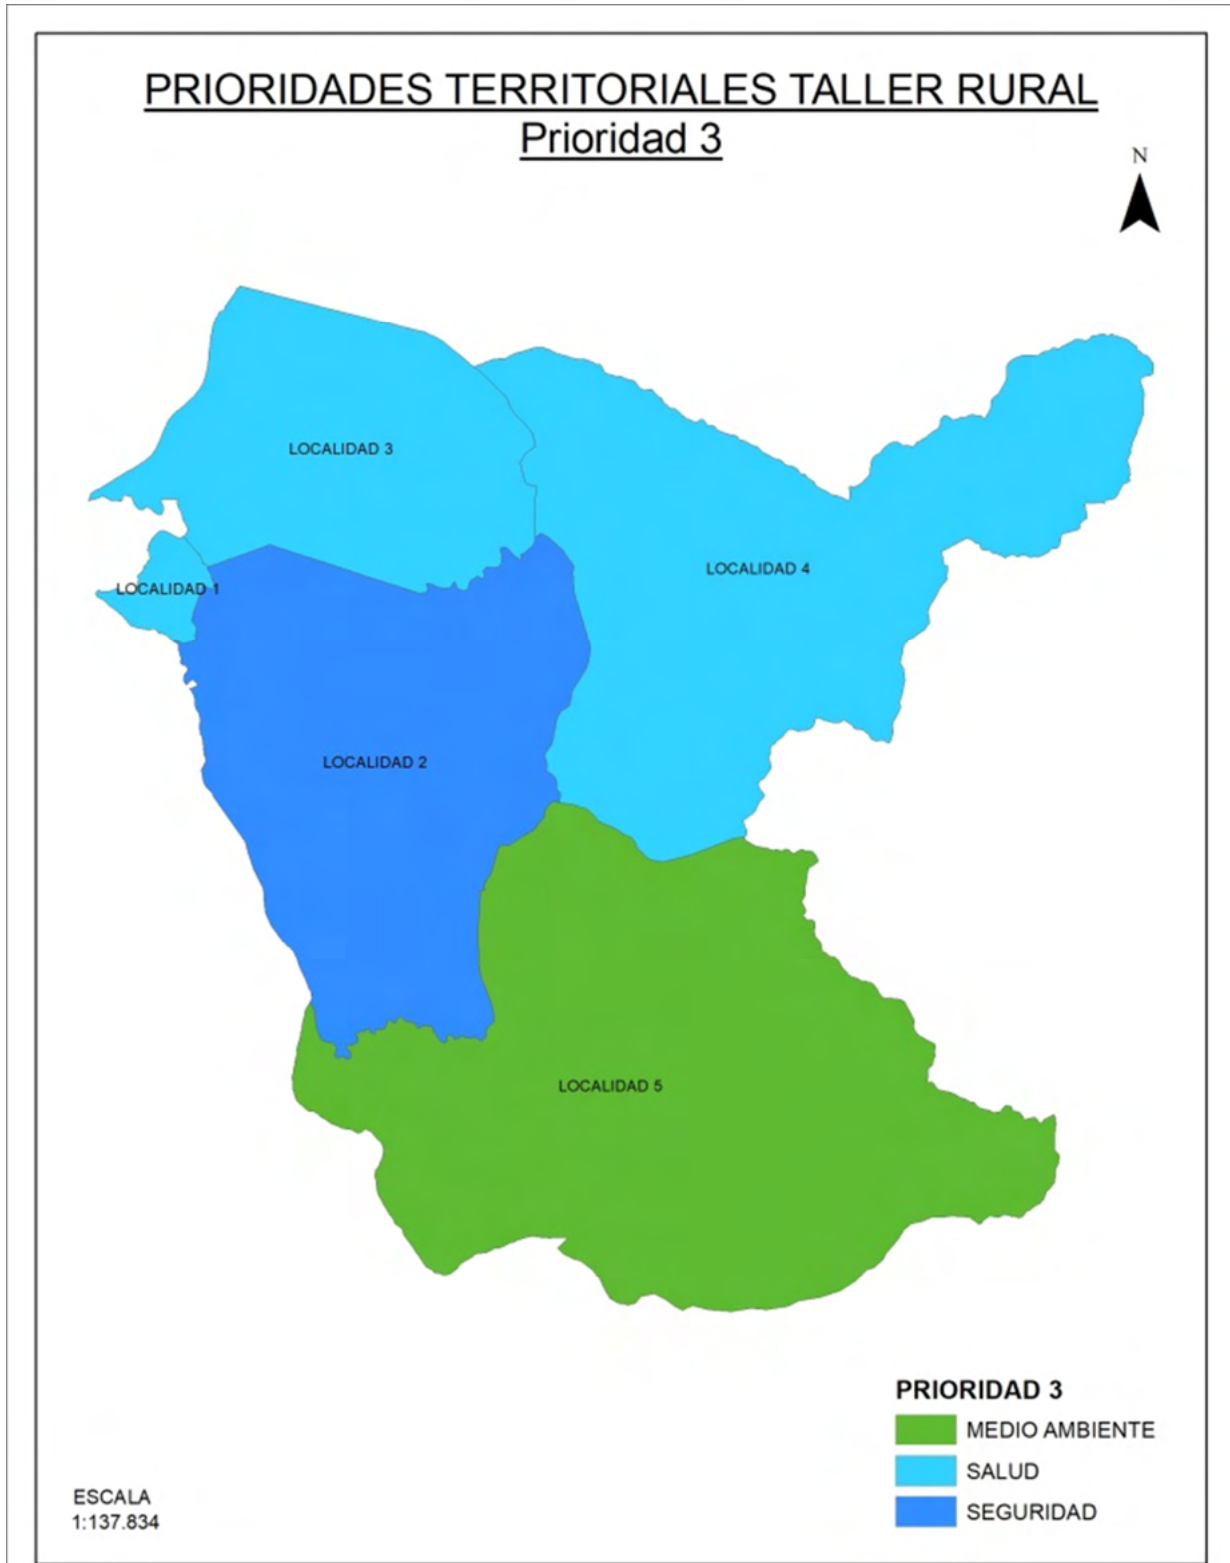 PRIORIDADES TERRITORIALES TALLER RURAL
Prioridad 3
N
LOCALIDAD 3
LOCALIDAD 4
LOCALIDAD 1
LOCALIDAD 2
LOCALIDAD 5
PRIORIDAD 3
MEDIO AMBIENTE
SALUD
SEGURIDAD
ESCALA
1:137.834